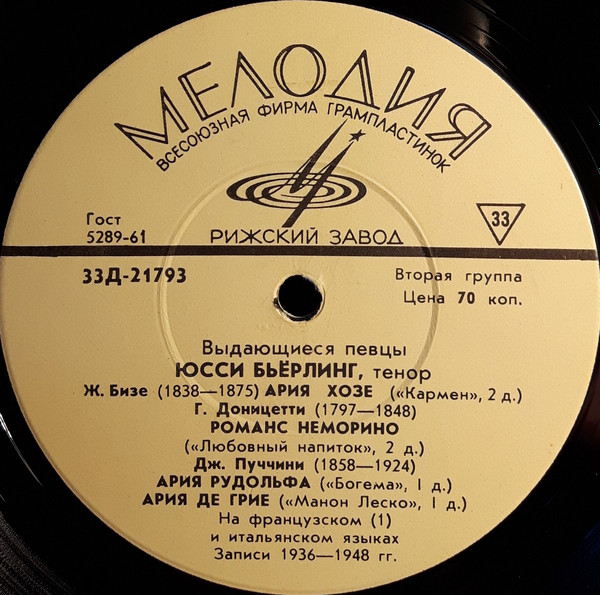 МЕЛОДИЯ
ВСЕСОЮЗНАЯ ФИРМА ГРАМПЛАСТИНОК
Гост
5289-61
33
РИЖСКИЙ ЗАВОД
33Д-21793
Вторая группа
Цена 70 коп.
Выдающиеся певцы
ЮССИ БЬЁРЛИНГ, тенор
Ж. Бизе (1838—1875) АРИЯ ХОЗЕ («Кармен», 2 д.)
Г. Доницетти (1797—1848)
РОМАНС НЕМОРИНО
(«Любовный напиток», 2 д.)
Дж. Пуччини (1858—1924)
АРИЯ РУДОЛЬФА («Богема», I д.)
АРИЯ ДЕ ГРИЕ («Манон Леско», I д.)
На французском (1)
и итальянском языках
Записи 1936—1948 гг.